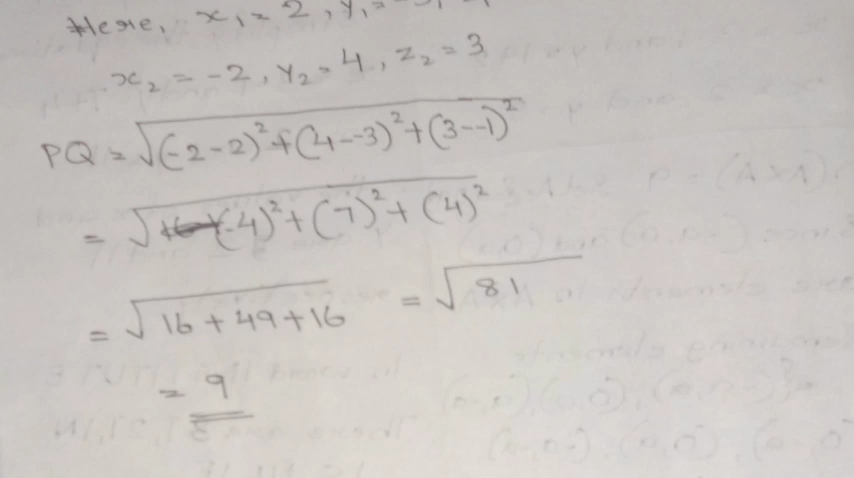 Here, x₁ = 2, y₁ =
x₂ = -2, y₂ = 4, z₂ = 3
PQ = √(-2-2)² + (4--3)² + (3--1)²
= √(-4)² + (7)² + (4)²
= √16 + 49 + 16 = √81
= 9